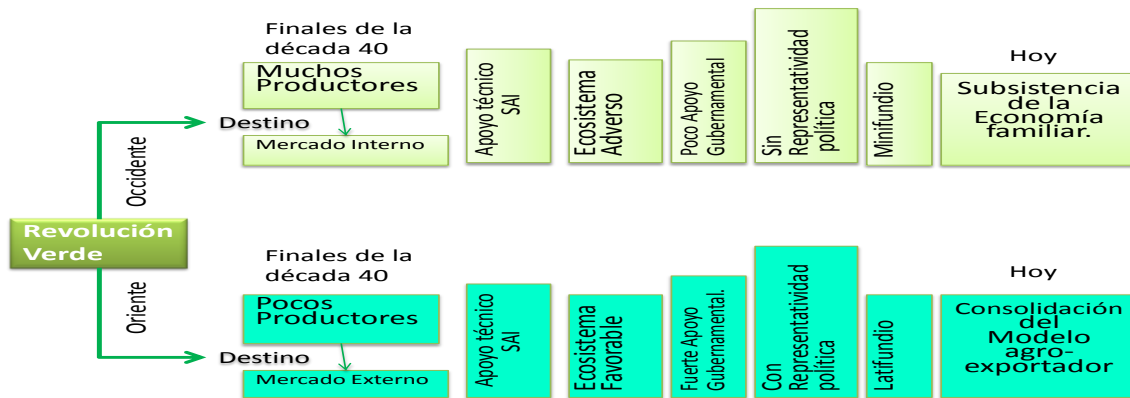 Revolución
Verde
Occidente
Destino
Finales de la
década 40
Muchos
Productores
Mercado Interno
Apoyo técnico
SAI
Ecosistema
Adverso
Poco Apoyo
Gubernamental
Sin
Representatividad
política
Minifundio
Hoy
Subsistencia
de la
Economía
familiar.
Oriente
Destino
Finales de la
década 40
Pocos
Productores
Mercado Externo
Apoyo técnico
SAI
Ecosistema
Favorable
Fuerte Apoyo
Gubernamental.
Con
Representatividad
política
Latifundio
Hoy
Consolidación
del
Modelo
agro-
exportador